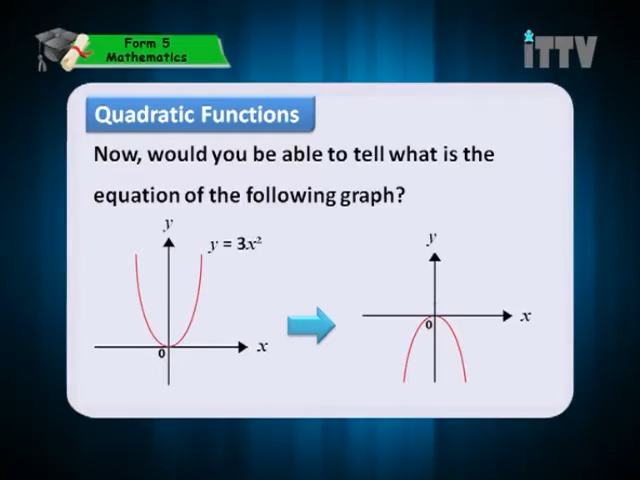 Form 5
Mathematics
iTTV
Quadratic Functions
Now, would you be able to tell what is the
equation of the following graph?
y
y = 3x²
0
x
y
0
x